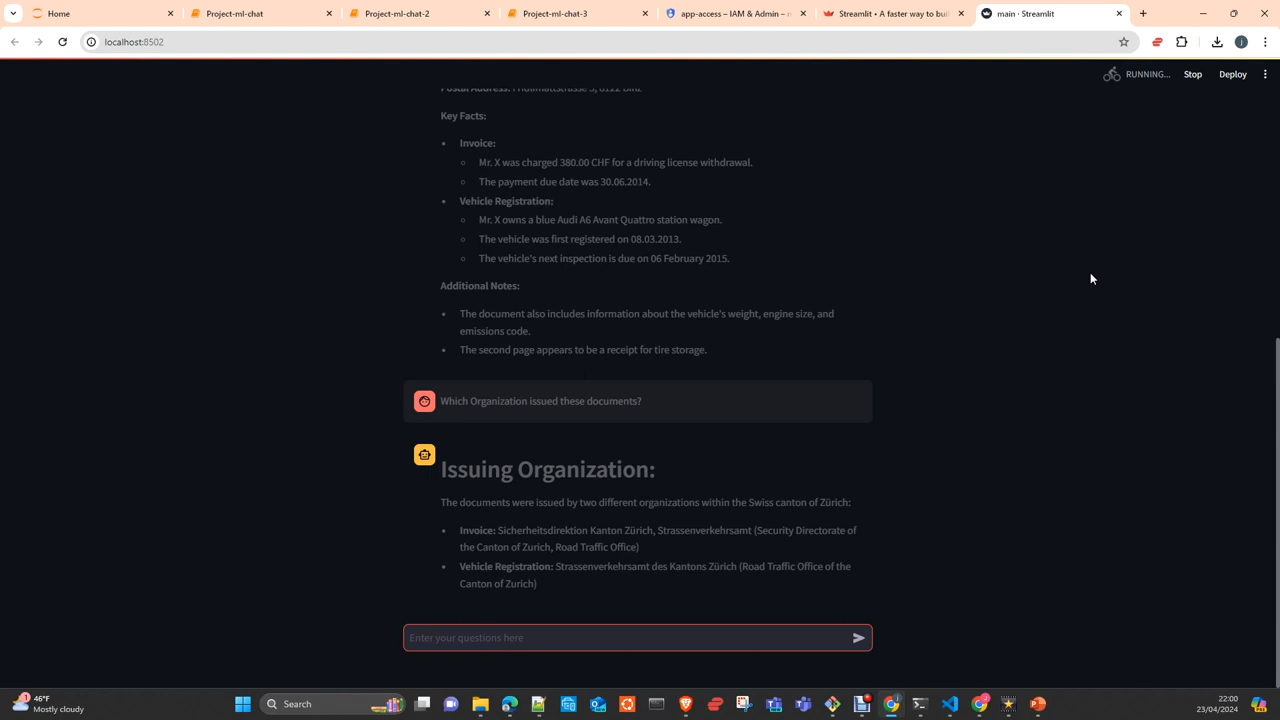 Home
Project-ml-chat
Project-ml-chat-2
Project-ml-chat-3
app-access – IAM & Admin –
Streamlit • A faster way to bui
main · Streamlit
localhost:8502
RUNNING...
Stop
Deploy
Postal Address:
Key Facts:
Invoice:
Mr. X was charged 380.00 CHF for a driving license withdrawal.
The payment due date was 30.06.2014.
Vehicle Registration:
Mr. X owns a blue Audi A6 Avant Quattro station wagon.
The vehicle was first registered on 08.03.2013.
The vehicle's next inspection is due on 06 February 2015.
Additional Notes:
The document also includes information about the vehicle's weight, engine size, and
emissions code.
The second page appears to be a receipt for tire storage.
Which Organization issued these documents?
Issuing Organization:
The documents were issued by two different organizations within the Swiss canton of Zürich:
Invoice: Sicherheitsdirektion Kanton Zürich, Strassenverkehrsamt (Security Directorate of
the Canton of Zurich, Road Traffic Office)
Vehicle Registration: Strassenverkehrsamt des Kantons Zürich (Road Traffic Office of the
Canton of Zurich)
Enter your questions here
1
46°F
Mostly cloudy
Search
22:00
23/04/2024